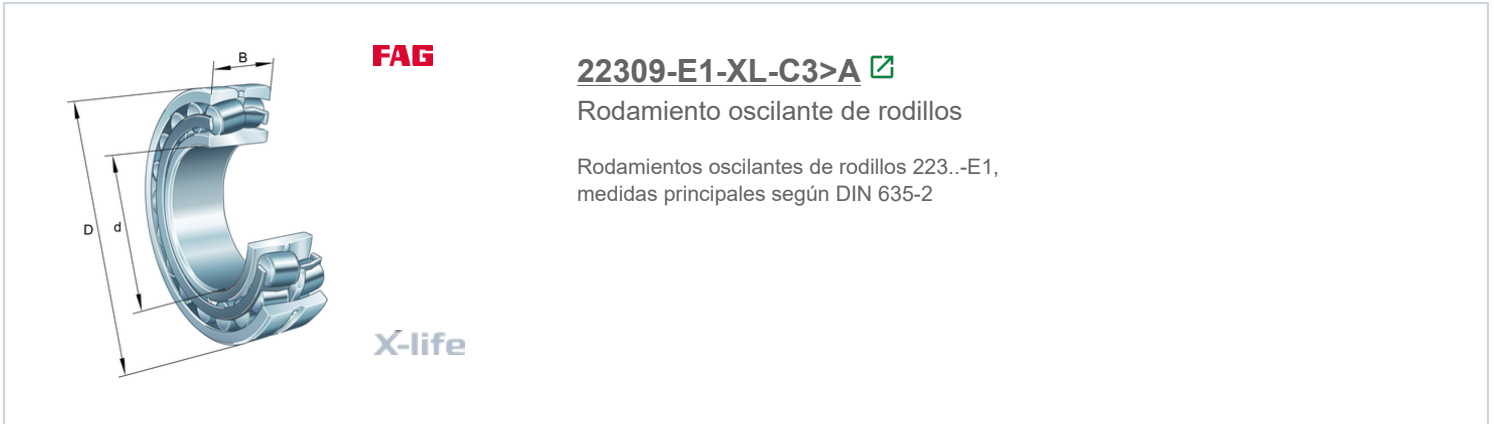 FAG
B
22309-E1-XL-C3>A
Rodamiento oscilante de rodillos
Rodamientos oscilantes de rodillos 223..-E1,
medidas principales según DIN 635-2
D
d
X-life